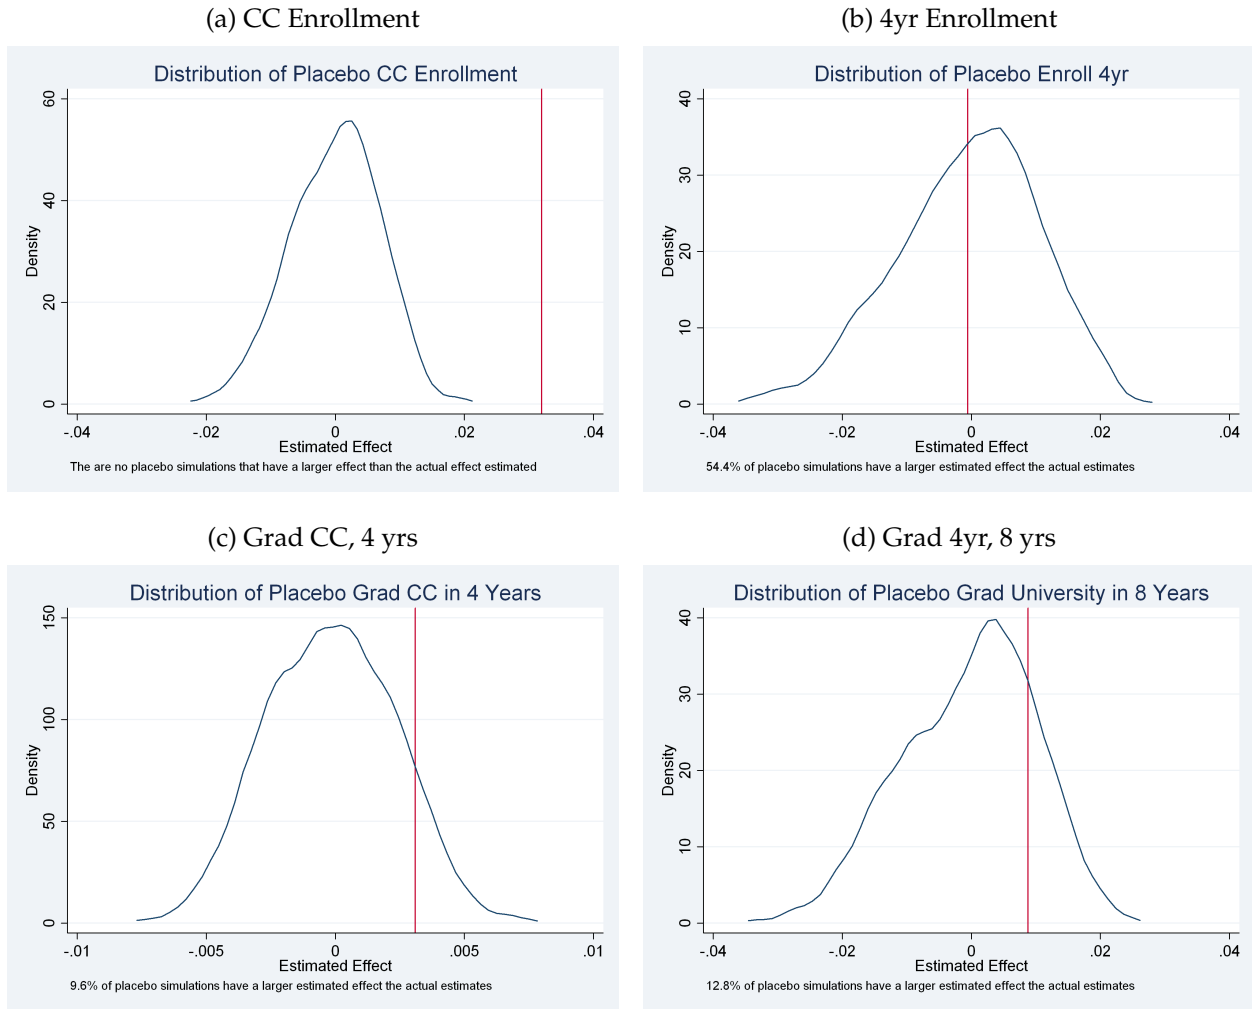 (a) CC Enrollment
Distribution of Placebo CC Enrollment
60
40
20
0
Density
-.04 -.02 0 .02 .04
Estimated Effect
The are no placebo simulations that have a larger effect than the actual effect estimated
(b) 4yr Enrollment
Distribution of Placebo Enroll 4yr
40
30
20
10
0
Density
-.04 -.02 0 .02 .04
Estimated Effect
54.4% of placebo simulations have a larger estimated effect the actual estimates
(c) Grad CC, 4 yrs
Distribution of Placebo Grad CC in 4 Years
150
100
50
0
Density
-.01 -.005 0 .005 .01
Estimated Effect
9.6% of placebo simulations have a larger estimated effect the actual estimates
(d) Grad 4yr, 8 yrs
Distribution of Placebo Grad University in 8 Years
40
30
20
10
0
Density
-.04 -.02 0 .02 .04
Estimated Effect
12.8% of placebo simulations have a larger estimated effect the actual estimates